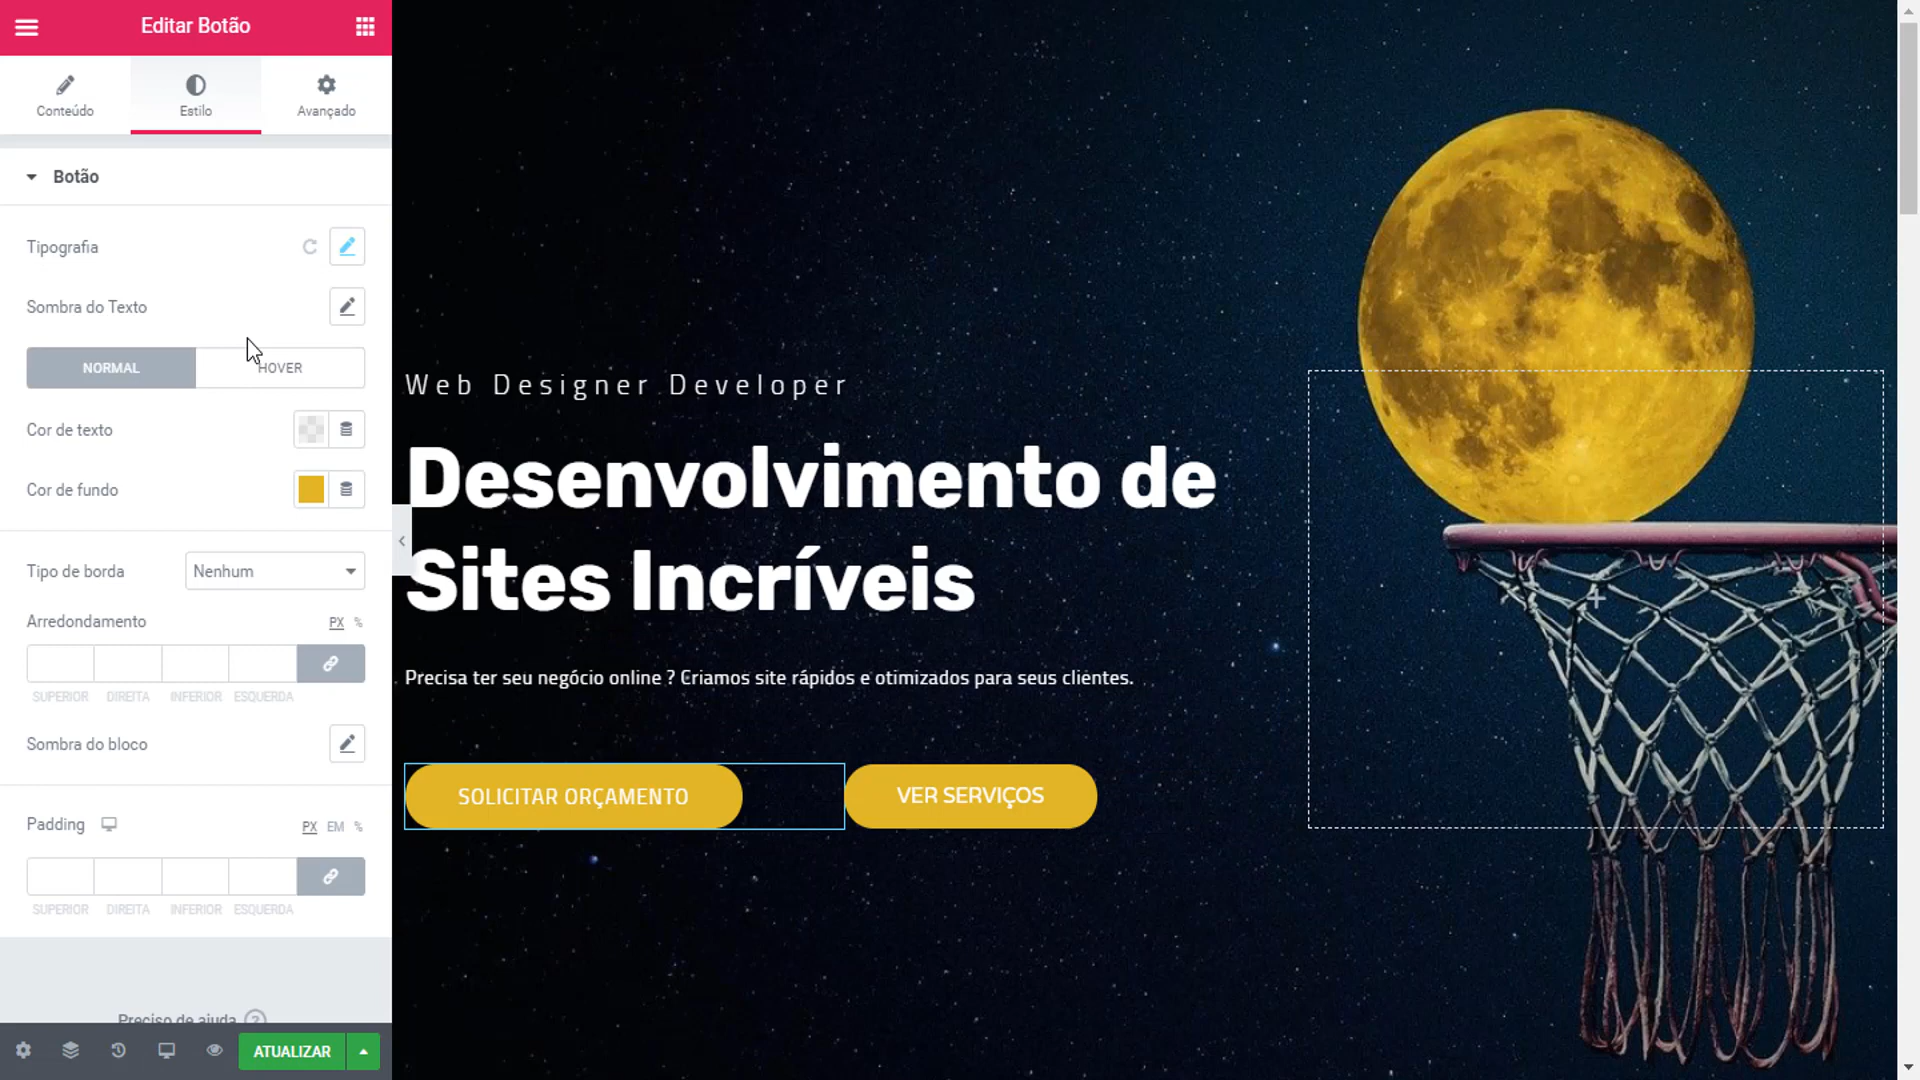 Editar Botão
Conteúdo
Estilo
Avançado
Botão
Tipografia
Sombra do Texto
NORMAL
HOVER
Cor de texto
Cor de fundo
Tipo de borda
Nenhum
Arredondamento
PX %
SUPERIOR DIREITA INFERIOR ESQUERDA
Sombra do bloco
Padding
PX EM %
SUPERIOR DIREITA INFERIOR ESQUERDA
Preciso de ajuda ?
ATUALIZAR
Web Designer Developer
Desenvolvimento de
Sites Incríveis
Precisa ter seu negócio online ? Criamos site rápidos e otimizados para seus clientes.
SOLICITAR ORÇAMENTO
VER SERVIÇOS